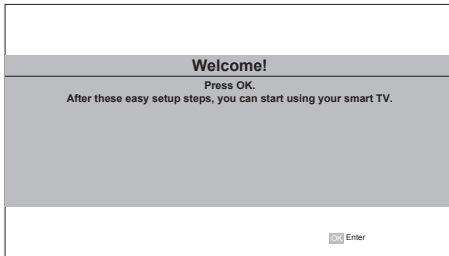 Welcome!
Press OK.
After these easy setup steps, you can start using your smart TV.
OK Enter